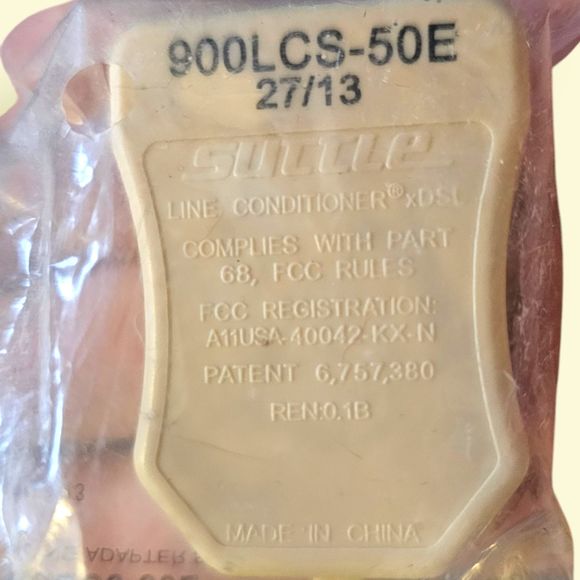 900LCS-50E
27/13
SUTTLE
LINE CONDITIONER® xDSL
COMPLIES WITH PART
68, FCC RULES
FCC REGISTRATION:
A11USA-40042-KX-N
PATENT 6,757,380
REN:0.1B
MADE IN CHINA
ADAPTER